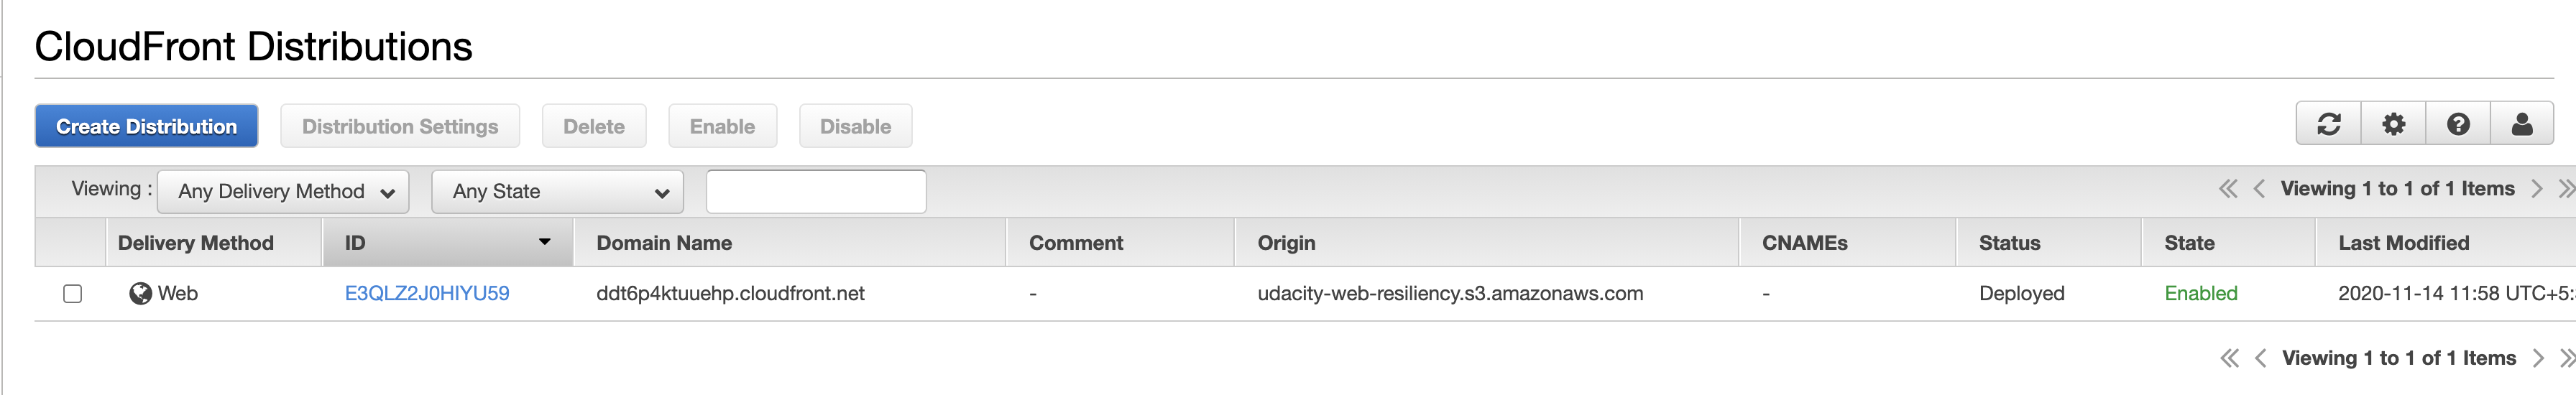 CloudFront Distributions
Create Distribution Distribution Settings Delete Enable Disable
Viewing : Any Delivery Method Any State Viewing 1 to 1 of 1 Items
Delivery Method ID Domain Name Comment Origin CNAMEs Status State Last Modified
Web E3QLZ2J0HIYU59 ddt6p4ktuuehp.cloudfront.net - udacity-web-resiliency.s3.amazonaws.com - Deployed Enabled 2020-11-14 11:58 UTC+5:
Viewing 1 to 1 of 1 Items